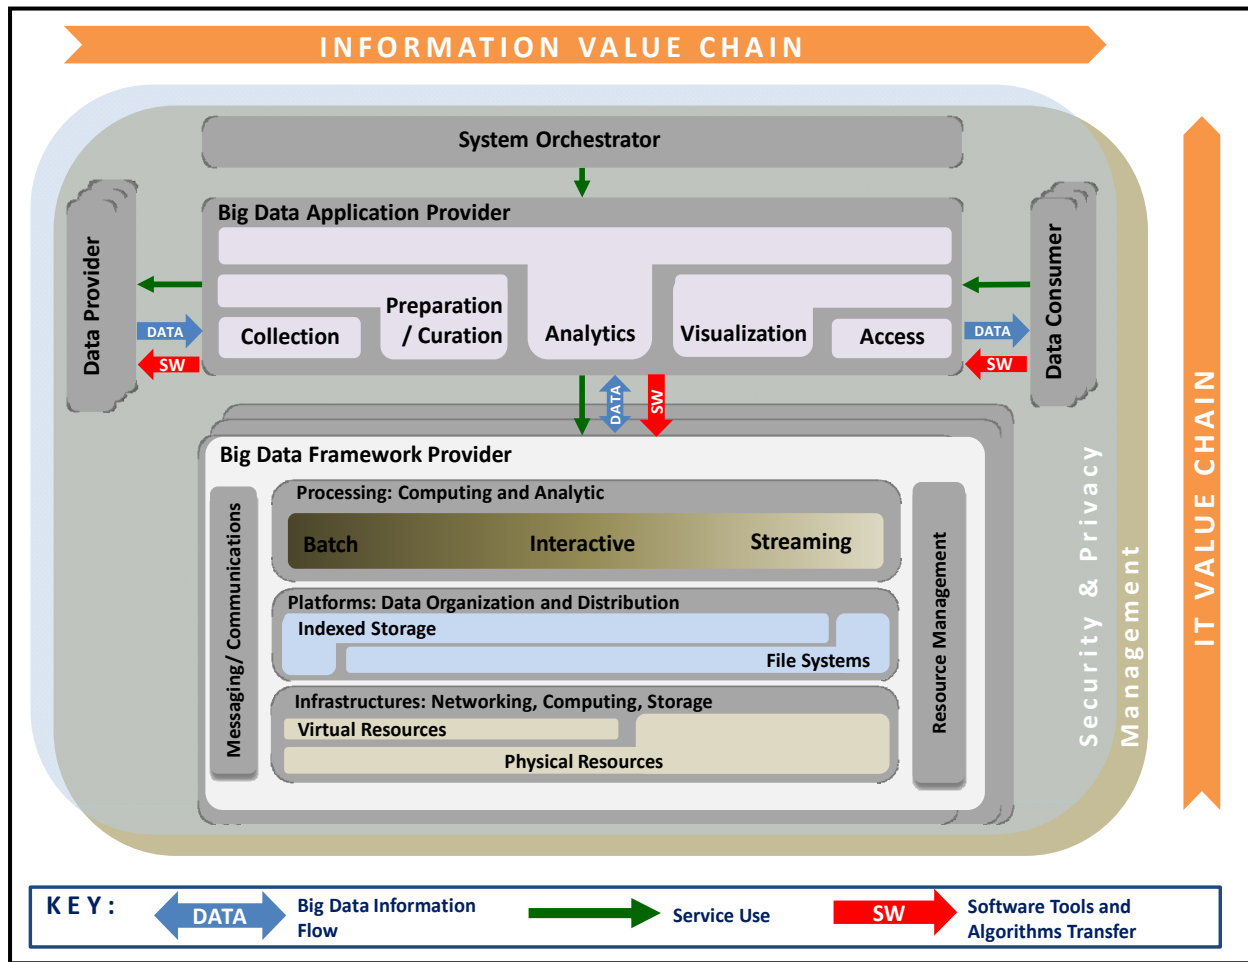 INFORMATION VALUE CHAIN
System Orchestrator
Big Data Application Provider
Data Provider
Data Consumer
Preparation
/ Curation
Collection
Analytics
Visualization
Access
DATA
SW
DATA
SW
DATA
SW
Big Data Framework Provider
Messaging/ Communications
Processing: Computing and Analytic
Batch
Interactive
Streaming
Platforms: Data Organization and Distribution
Indexed Storage
File Systems
Infrastructures: Networking, Computing, Storage
Virtual Resources
Physical Resources
Resource Management
Security & Privacy
Management
IT VALUE CHAIN
KEY:
DATA
Big Data Information
Flow
Service Use
SW
Software Tools and
Algorithms Transfer